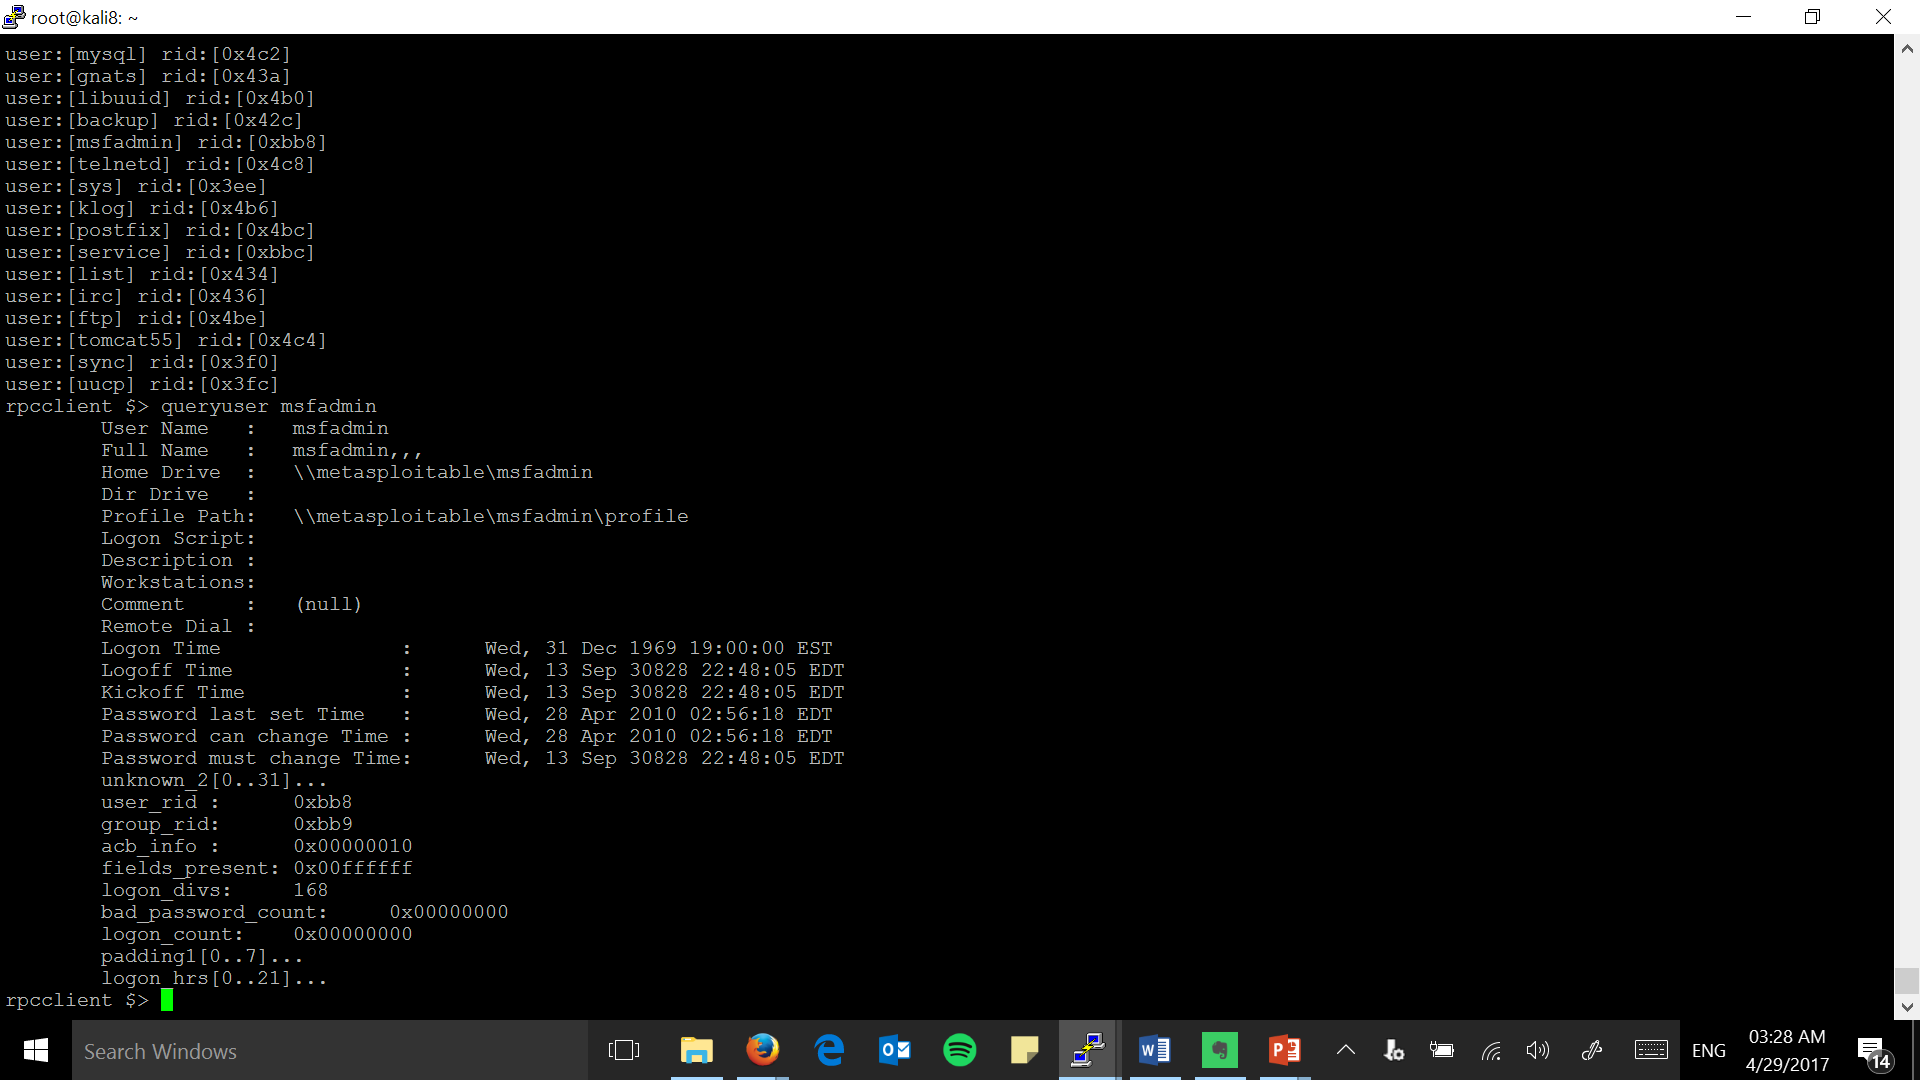 root@kali8: ~
user:[mysql] rid:[0x4c2]
user:[gnats] rid:[0x43a]
user:[libuuid] rid:[0x4b0]
user:[backup] rid:[0x42c]
user:[msfadmin] rid:[0xbb8]
user:[telnetd] rid:[0x4c8]
user:[sys] rid:[0x3ee]
user:[klog] rid:[0x4b6]
user:[postfix] rid:[0x4bc]
user:[service] rid:[0xbbc]
user:[list] rid:[0x434]
user:[irc] rid:[0x436]
user:[ftp] rid:[0x4be]
user:[tomcat55] rid:[0x4c4]
user:[sync] rid:[0x3f0]
user:[uucp] rid:[0x3fc]
rpcclient $> queryuser msfadmin
        User Name   :   msfadmin
        Full Name   :   msfadmin,,,
        Home Drive  :   \\metasploitable\msfadmin
        Dir Drive   :
        Profile Path:   \\metasploitable\msfadmin\profile
        Logon Script:
        Description :
        Workstations:
        Comment     :   (null)
        Remote Dial :
        Logon Time               :      Wed, 31 Dec 1969 19:00:00 EST
        Logoff Time              :      Wed, 13 Sep 30828 22:48:05 EDT
        Kickoff Time             :      Wed, 13 Sep 30828 22:48:05 EDT
        Password last set Time   :      Wed, 28 Apr 2010 02:56:18 EDT
        Password can change Time :      Wed, 28 Apr 2010 02:56:18 EDT
        Password must change Time:      Wed, 13 Sep 30828 22:48:05 EDT
        unknown_2[0..31]...
        user_rid :      0xbb8
        group_rid:      0xbb9
        acb_info :      0x00000010
        fields_present: 0x00ffffff
        logon_divs:     168
        bad_password_count:     0x00000000
        logon_count:    0x00000000
        padding1[0..7]...
        logon_hrs[0..21]...
rpcclient $>
Search Windows
ENG
03:28 AM
4/29/2017
14